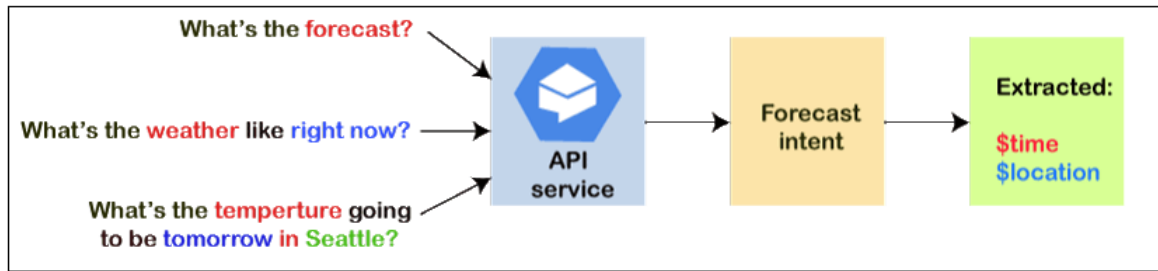 What's the forecast?
What's the weather like right now?
What's the temperture going
to be tomorrow in Seattle?
API
service
Forecast
intent
Extracted:
$time
$location